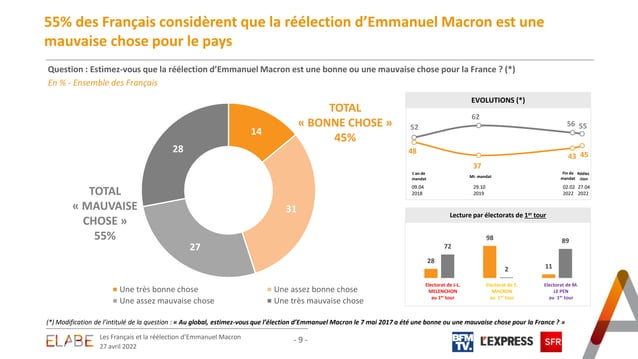 55% des Français considèrent que la réélection d’Emmanuel Macron est une
mauvaise chose pour le pays
Question : Estimez-vous que la réélection d’Emmanuel Macron est une bonne ou une mauvaise chose pour la France ? (*)
En % - Ensemble des Français
TOTAL
« BONNE CHOSE »
45%
14
31
27
28
TOTAL
« MAUVAISE
CHOSE »
55%
Une très bonne chose
Une assez bonne chose
Une assez mauvaise chose
Une très mauvaise chose
EVOLUTIONS (*)
52
62
56
55
48
37
43
45
1 an de
mandat
Mi- mandat
Fin de
mandat
Réélec
tion
09.04
2018
29.10
2019
02.02
2022
27.04
2022
Lecture par électorats de 1er tour
28
72
98
2
11
89
Electorat de J-L.
MELENCHON
au 1er tour
Electorat de E.
MACRON
au 1er tour
Electorat de M.
LE PEN
au 1er tour
(*) Modification de l’intitulé de la question : « Au global, estimez-vous que l’élection d’Emmanuel Macron le 7 mai 2017 a été une bonne ou une mauvaise chose pour la France ? »
ELABE
Les Français et la réélection d’Emmanuel Macron
27 avril 2022
- 9 -
BFM
TV.
L'EXPRESS
SFR